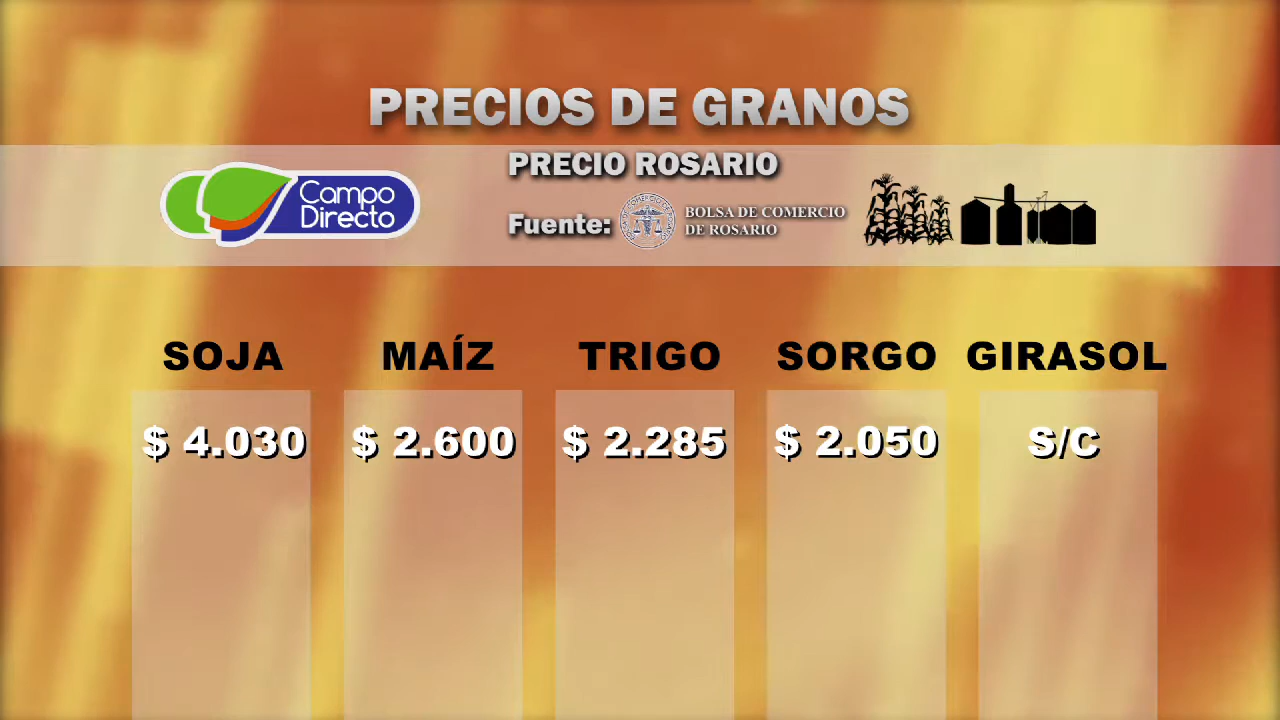 PRECIOS DE GRANOS
PRECIO ROSARIO
Campo
Directo
Fuente:
BOLSA DE COMERCIO
DE ROSARIO
SOJA MAÍZ TRIGO SORGO GIRASOL
$ 4.030 $ 2.600 $ 2.285 $ 2.050 S/C